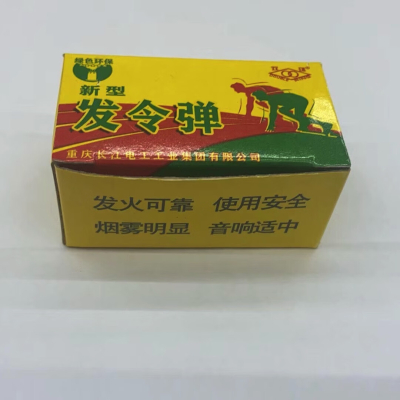 绿色环保
新型
发令弹
重庆长江电工工业集团有限公司
发火可靠 使用安全
烟雾明显 音响适中